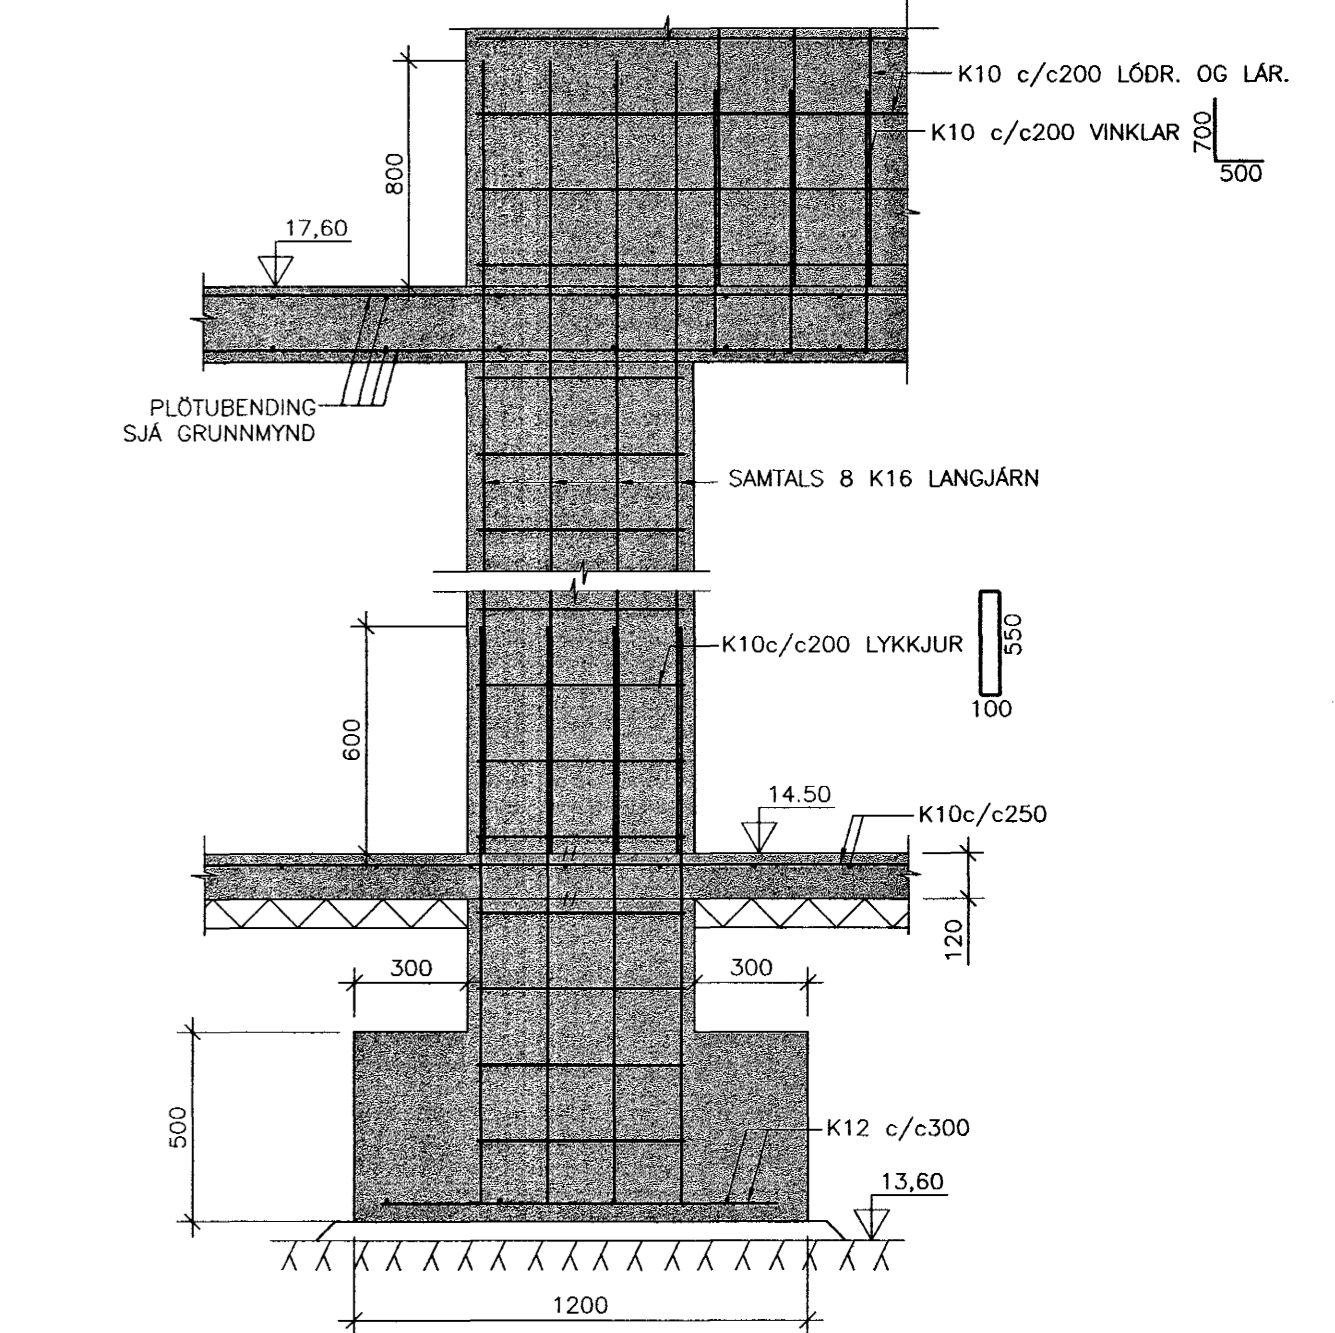 K10 c/c200 LÓÐR. OG LÁR.
K10 c/c200 VINKLAR
700
500
800
17,60
PLÖTUBENDING
SJÁ GRUNNMYND
SAMTALS 8 K16 LANGJÁRN
K10c/c200 LYKKJUR
550
100
600
14.50
K10c/c250
120
300
300
500
K12 c/c300
13,60
1200